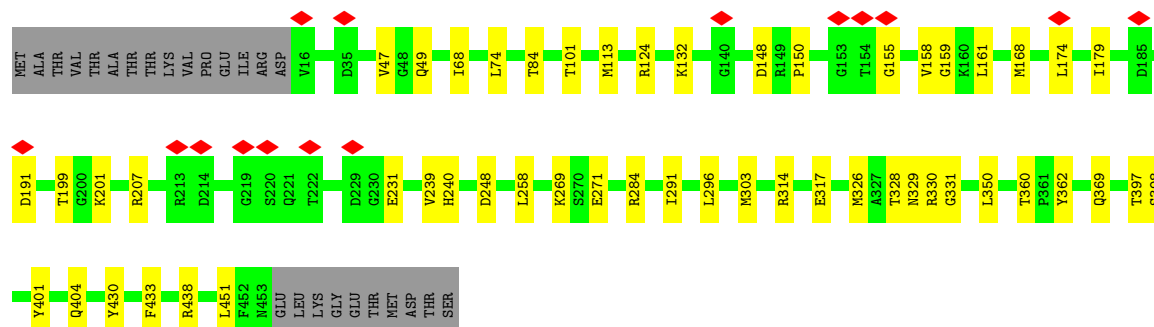 MET ALA THR VAL THR ALA THR THR LYS VAL PRO GLU ILE ARG ASP V16 D35 V47 G48 Q49 I68 L74 T84 T101 M113 R124 K132 G140 D148 R149 P150 G153 T154 G155 V158 G159 K160 L161 M168 L174 I179 D185
D191 T199 G200 K201 R207 R213 D214 G219 S220 Q221 T222 D229 G230 E231 V239 H240 D248 L258 K269 S270 E271 R284 I291 L296 M303 R314 E317 M326 A327 T328 N329 R330 G331 L350 T360 P361 Y362 Q369 T397
Y401 Q404 Y430 F433 R438 L451 F452 N453 GLU LEU LYS GLY GLU THR MET ASP THR SER